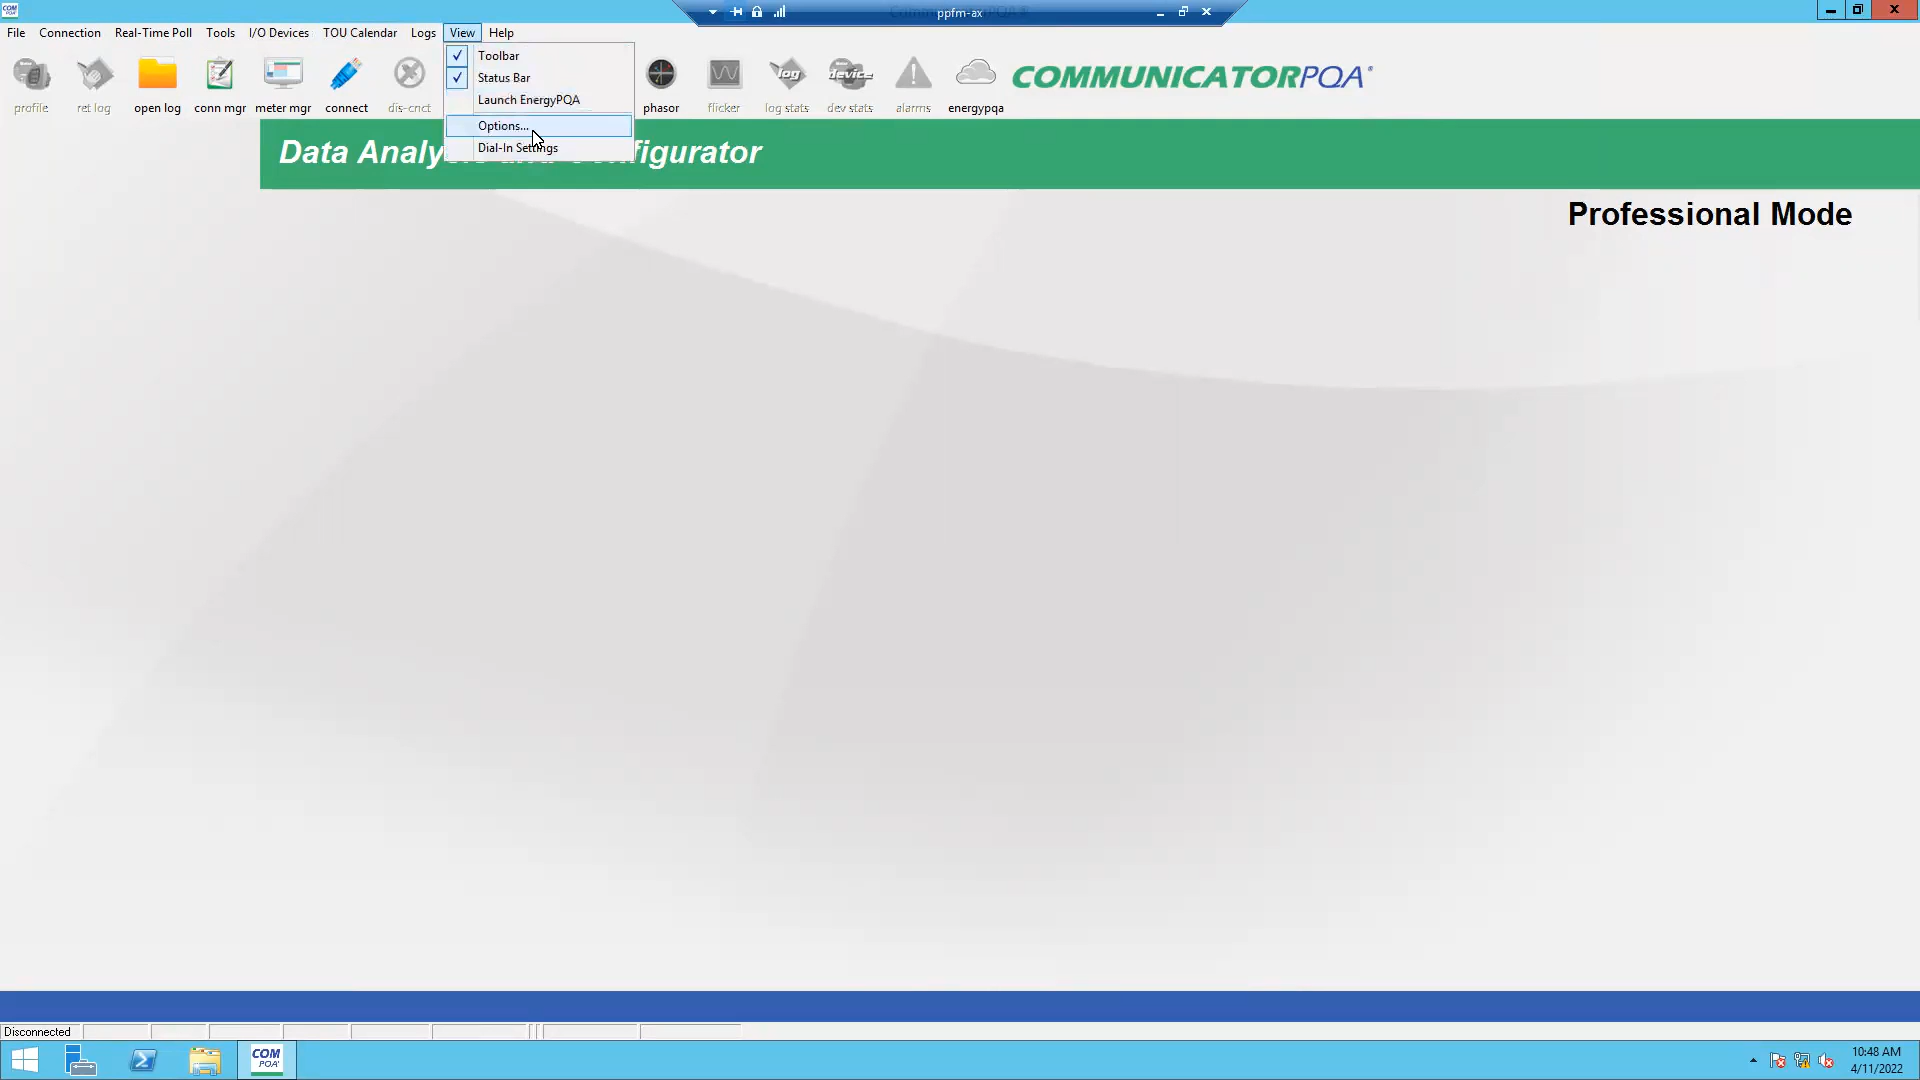 COM
PQA
ppfm-ax
File Connection Real-Time Poll Tools I/O Devices TOU Calendar Logs View Help
Toolbar
Status Bar
Launch EnergyPQA
Options...
Dial-In Settings
profile ret log open log conn mgr meter mgr connect dis-cnct phasor flicker log stats dev stats alarms energypqa
log device
COMMUNICATORPQA®
Data Analy figurator
Professional Mode
Disconnected
COM
PQA
10:48 AM
4/11/2022